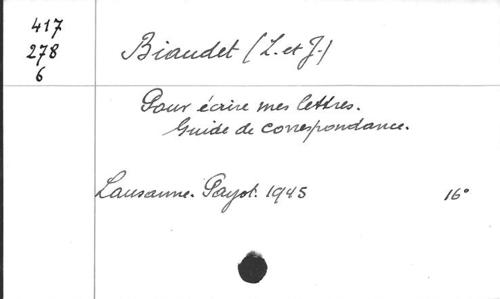 417
278
6
Biaudet (L. et J.)
Pour écrire mes lettres.
Guide de correspondance.
Lausanne. Payot. 1945 16°